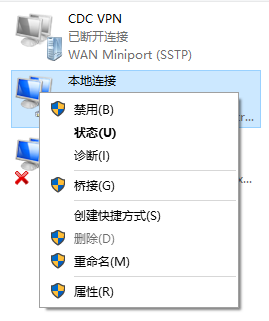 CDC VPN
已断开连接
WAN Miniport (SSTP)
本地连接
禁用(B)
状态(U)
诊断(I)
桥接(G)
创建快捷方式(S)
删除(D)
重命名(M)
属性(R)